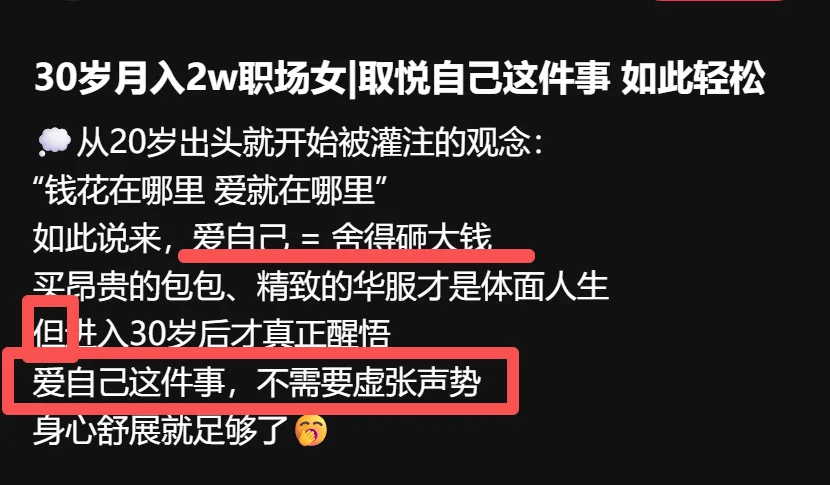 30岁月入2w职场女|取悦自己这件事 如此轻松
从20岁出头就开始被灌注的观念：
“钱花在哪里 爱就在哪里”
如此说来，爱自己 = 舍得砸大钱
买昂贵的包包、精致的华服才是体面人生
但进入30岁后才真正醒悟
爱自己这件事，不需要虚张声势
身心舒展就足够了